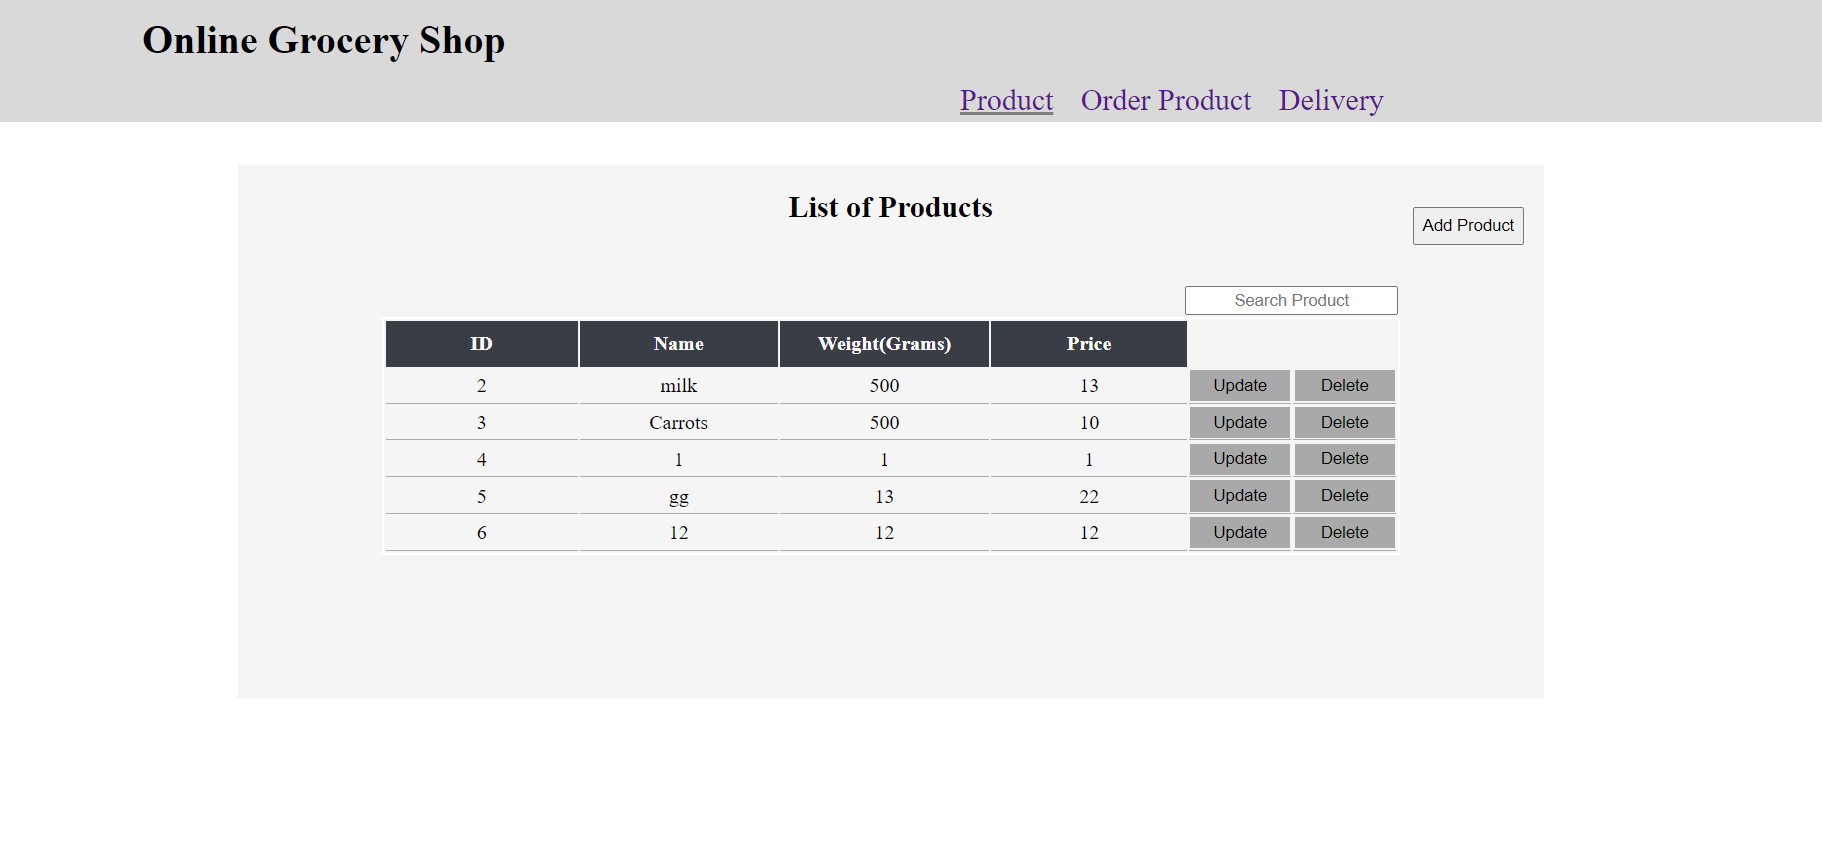 Online Grocery Shop
Product Order Product Delivery
List of Products
Add Product
Search Product
ID Name Weight(Grams) Price
2 milk 500 13 Update Delete
3 Carrots 500 10 Update Delete
4 1 1 1 Update Delete
5 gg 13 22 Update Delete
6 12 12 12 Update Delete